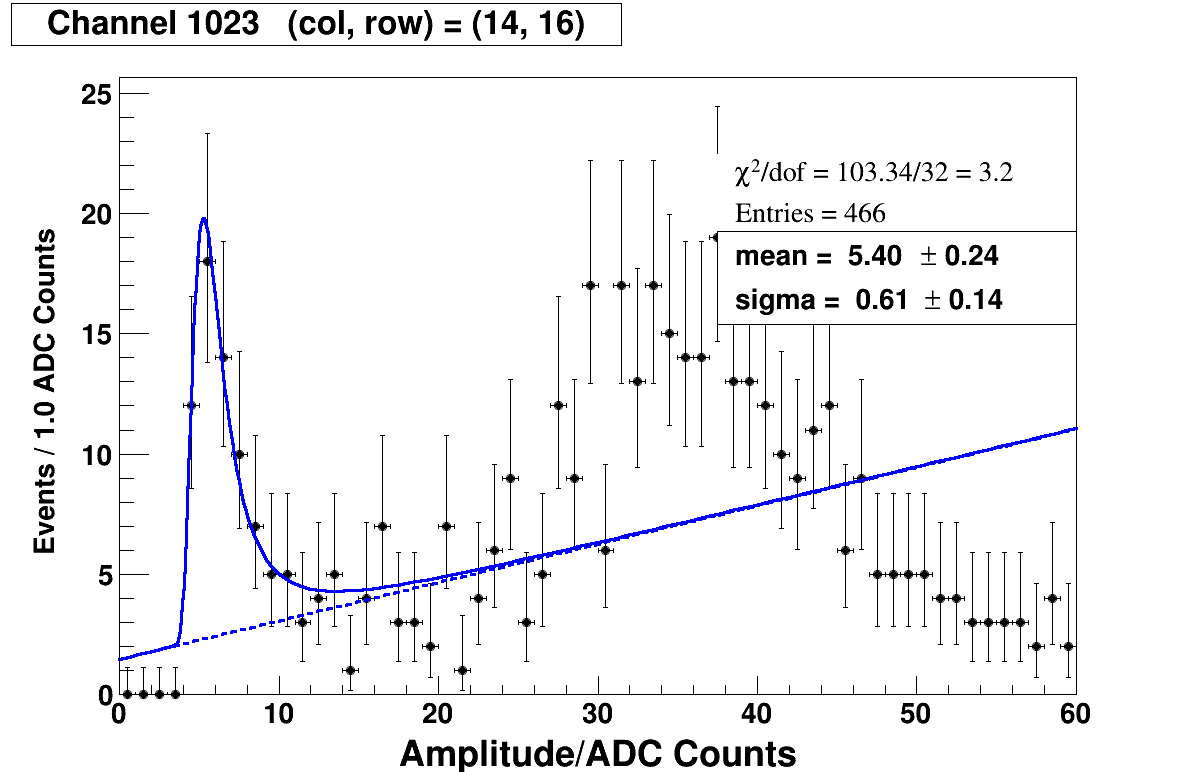 Channel 1023 (col, row) = (14, 16)
25
20
15
10
5
0
Events / 1.0 ADC Counts
χ²/dof = 103.34/32 = 3.2
Entries = 466
mean = 5.40 ± 0.24
sigma = 0.61 ± 0.14
0 10 20 30 40 50 60
Amplitude/ADC Counts